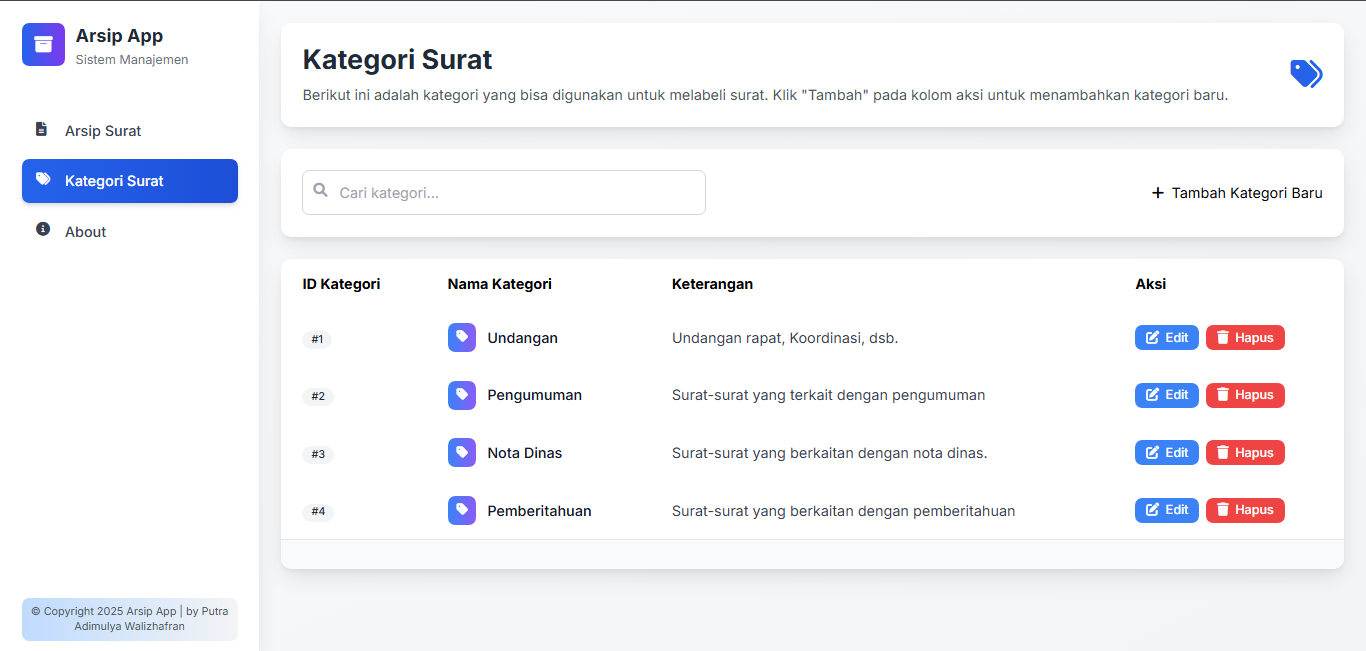 Arsip App
Sistem Manajemen
Arsip Surat
Kategori Surat
About
© Copyright 2025 Arsip App | by Putra
Adimulya Walizhafran
Kategori Surat
Berikut ini adalah kategori yang bisa digunakan untuk melabeli surat. Klik "Tambah" pada kolom aksi untuk menambahkan kategori baru.
Cari kategori...
+ Tambah Kategori Baru
ID Kategori Nama Kategori Keterangan Aksi
#1 Undangan Undangan rapat, Koordinasi, dsb. Edit Hapus
#2 Pengumuman Surat-surat yang terkait dengan pengumuman Edit Hapus
#3 Nota Dinas Surat-surat yang berkaitan dengan nota dinas. Edit Hapus
#4 Pemberitahuan Surat-surat yang berkaitan dengan pemberitahuan Edit Hapus